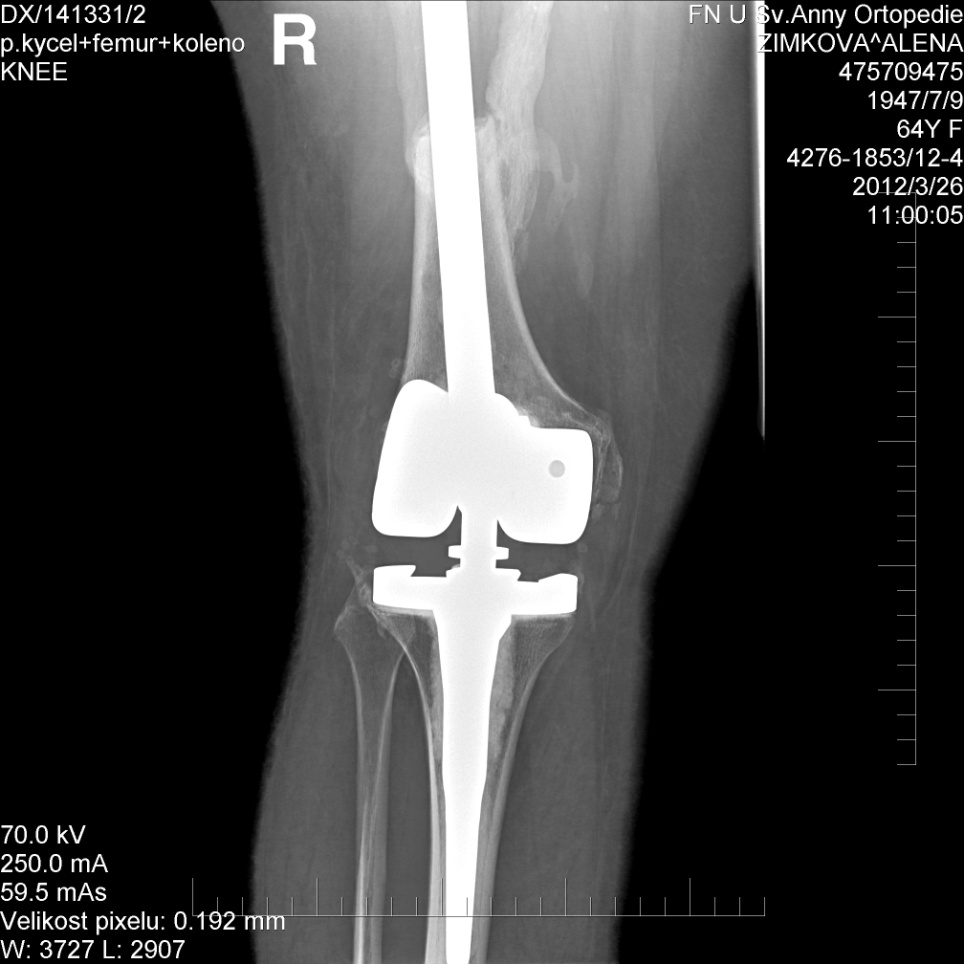 DX/141331/2
p.kycel+femur+koleno
KNEE
R
FN U Sv.Anny Ortopedie
ZIMKOVA^ALENA
475709475
1947/7/9
64Y F
4276-1853/12-4
2012/3/26
11:00:05
70.0 kV
250.0 mA
59.5 mAs
Velikost pixelu: 0.192 mm
W: 3727 L: 2907